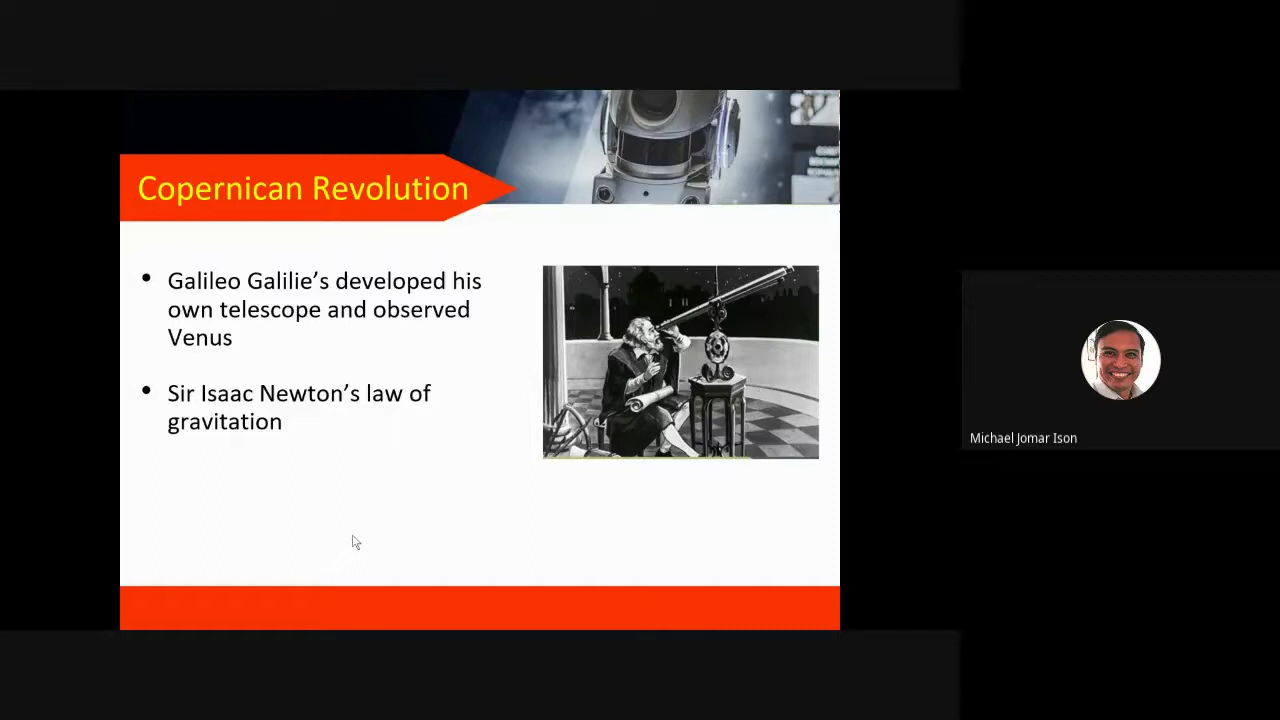 Copernican Revolution
• Galileo Galilie’s developed his
own telescope and observed
Venus
• Sir Isaac Newton’s law of
gravitation
Michael Jomar Ison